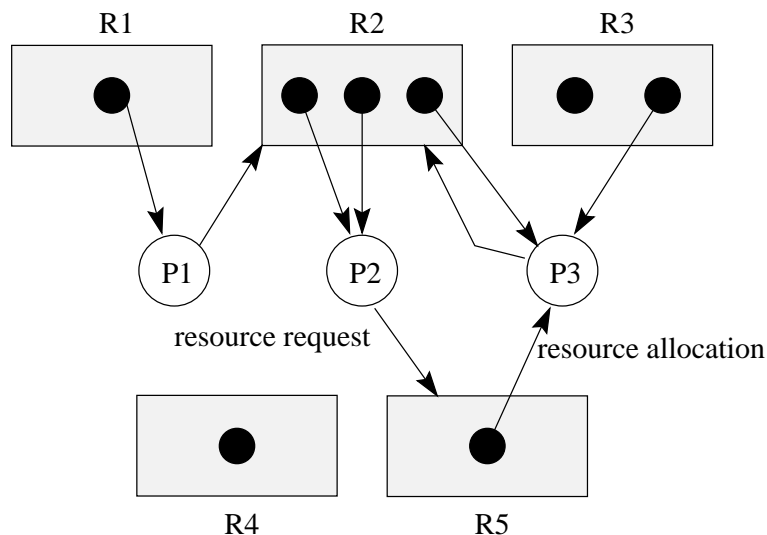 R1
R2
R3
P1
P2
P3
resource request
resource allocation
R4
R5